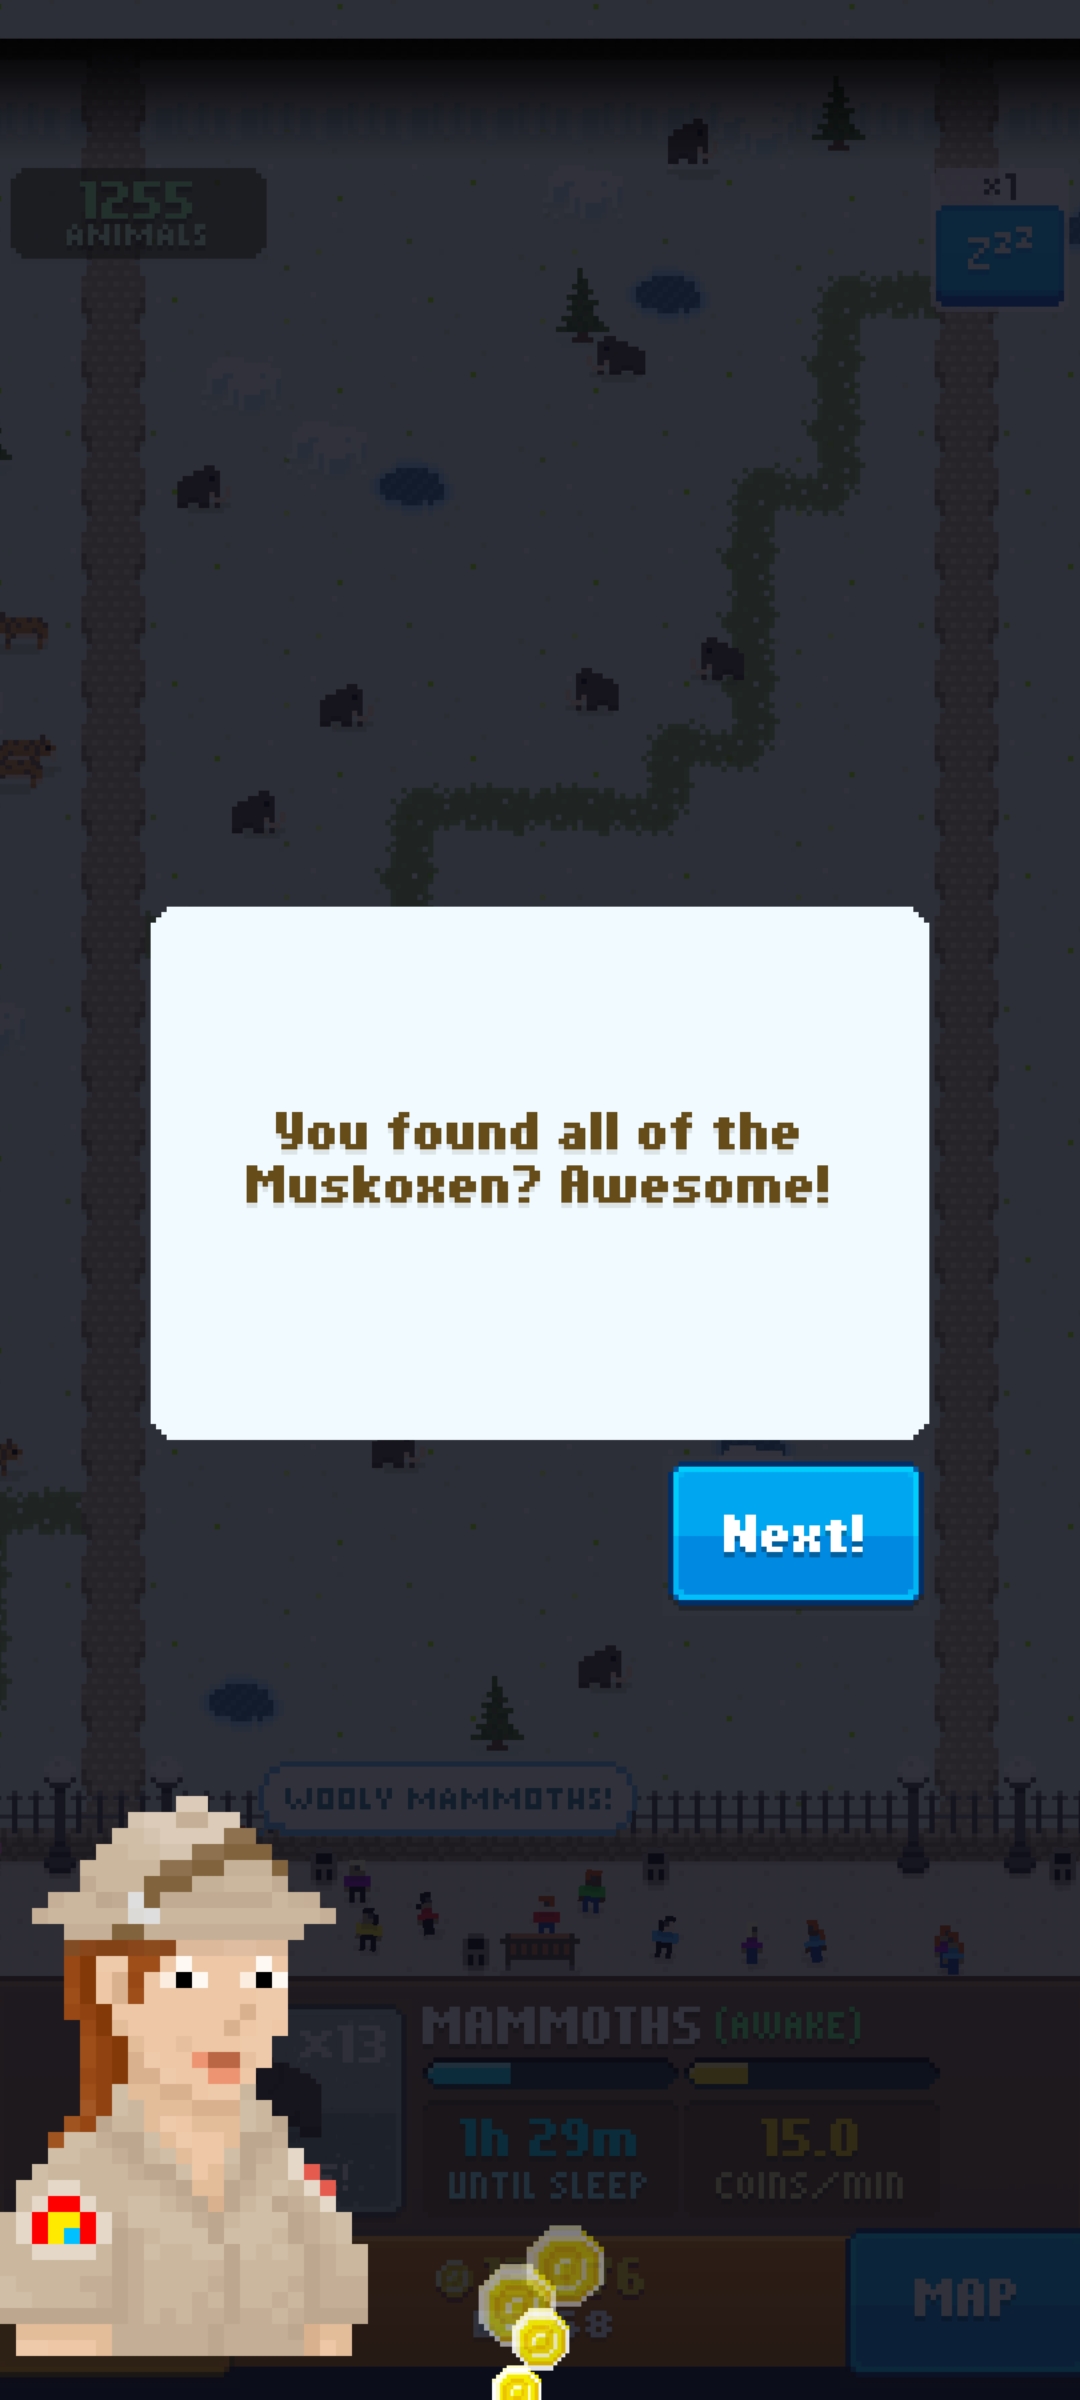 1255
ANIMALS
x1
zzz
You found all of the
Muskoxen? Awesome!
Next!
WOOLY MAMMOTHS!
x13
MAMMOTHS (AWAKE)
1h 29m
UNTIL SLEEP
15.0
COINS/MIN
MAP